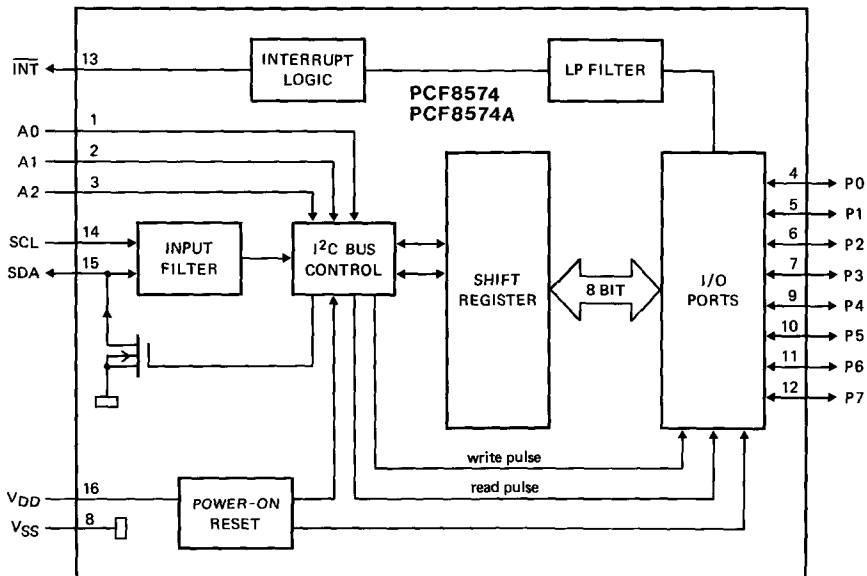 INT
13
INTERRUPT
LOGIC
LP FILTER
PCF8574
PCF8574A
A0
1
A1
2
A2
3
SCL
14
SDA
15
INPUT
FILTER
I²C BUS
CONTROL
SHIFT
REGISTER
8 BIT
I/O
PORTS
4
P0
5
P1
6
P2
7
P3
9
P4
10
P5
11
P6
12
P7
write pulse
read pulse
VDD
16
VSS
8
POWER-ON
RESET